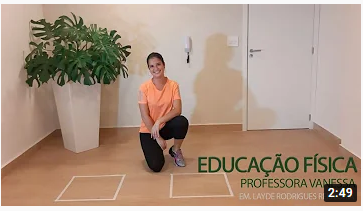 EDUCAÇÃO FÍSICA
PROFESSORA VANESSA
EM. LAYDE RODRIGUES
2:49